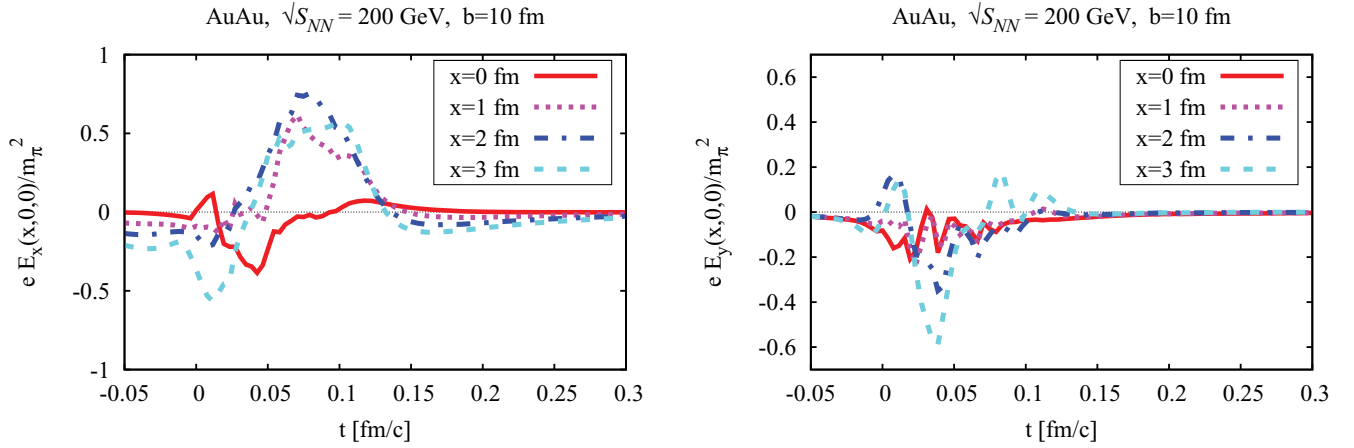 AuAu, √S_NN = 200 GeV, b=10 fm
e E_x(x,0,0)/m_π^2
1
0.5
0
-0.5
-1
x=0 fm
x=1 fm
x=2 fm
x=3 fm
-0.05 0 0.05 0.1 0.15 0.2 0.25 0.3
t [fm/c]
AuAu, √S_NN = 200 GeV, b=10 fm
e E_y(x,0,0)/m_π^2
0.6
0.4
0.2
0
-0.2
-0.4
-0.6
x=0 fm
x=1 fm
x=2 fm
x=3 fm
-0.05 0 0.05 0.1 0.15 0.2 0.25 0.3
t [fm/c]